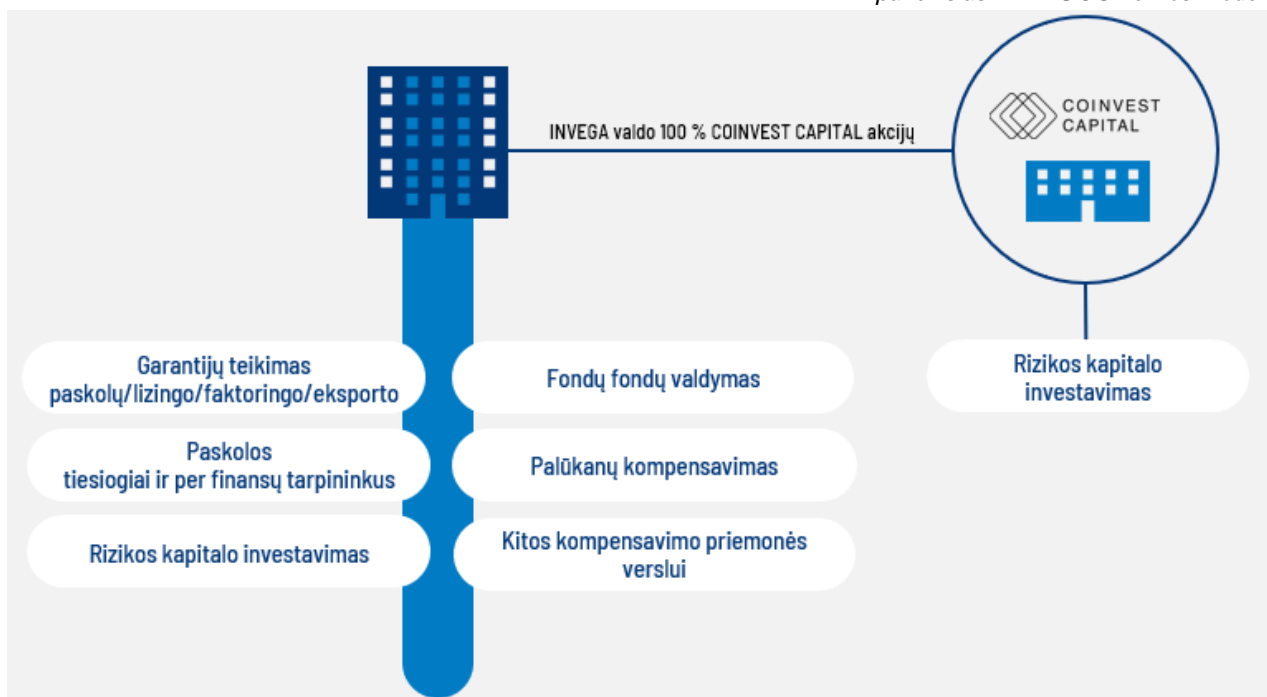 INVEGA valdo 100 % COINVEST CAPITAL akcijų
COINVEST
CAPITAL
Garantijų teikimas
paskolų/lizingo/faktoringo/eksporto
Fondų fondų valdymas
Rizikos kapitalo
investavimas
Paskolos
tiesiogiai ir per finansų tarpininkus
Palūkanų kompensavimas
Rizikos kapitalo investavimas
Kitos kompensavimo priemonės
verslui